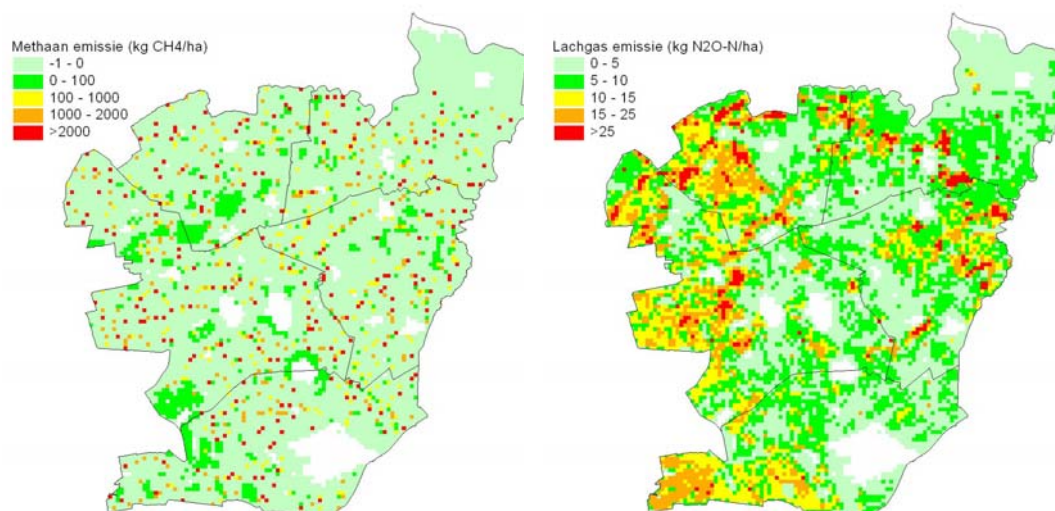 Methaan emissie (kg CH4/ha)
-1 - 0
0 - 100
100 - 1000
1000 - 2000
>2000
Lachgas emissie (kg N2O-N/ha)
0 - 5
5 - 10
10 - 15
15 - 25
>25